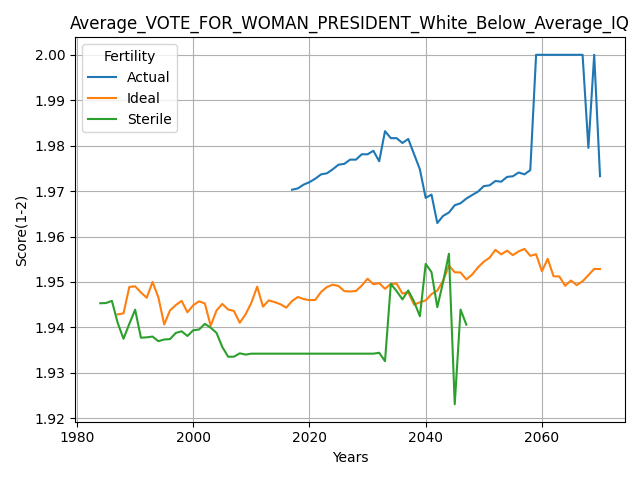 Average_VOTE_FOR_WOMAN_PRESIDENT_White_Below_Average_IQ
Fertility
Actual
Ideal
Sterile
Score(1-2)
2.00
1.99
1.98
1.97
1.96
1.95
1.94
1.93
1.92
1980 2000 2020 2040 2060
Years